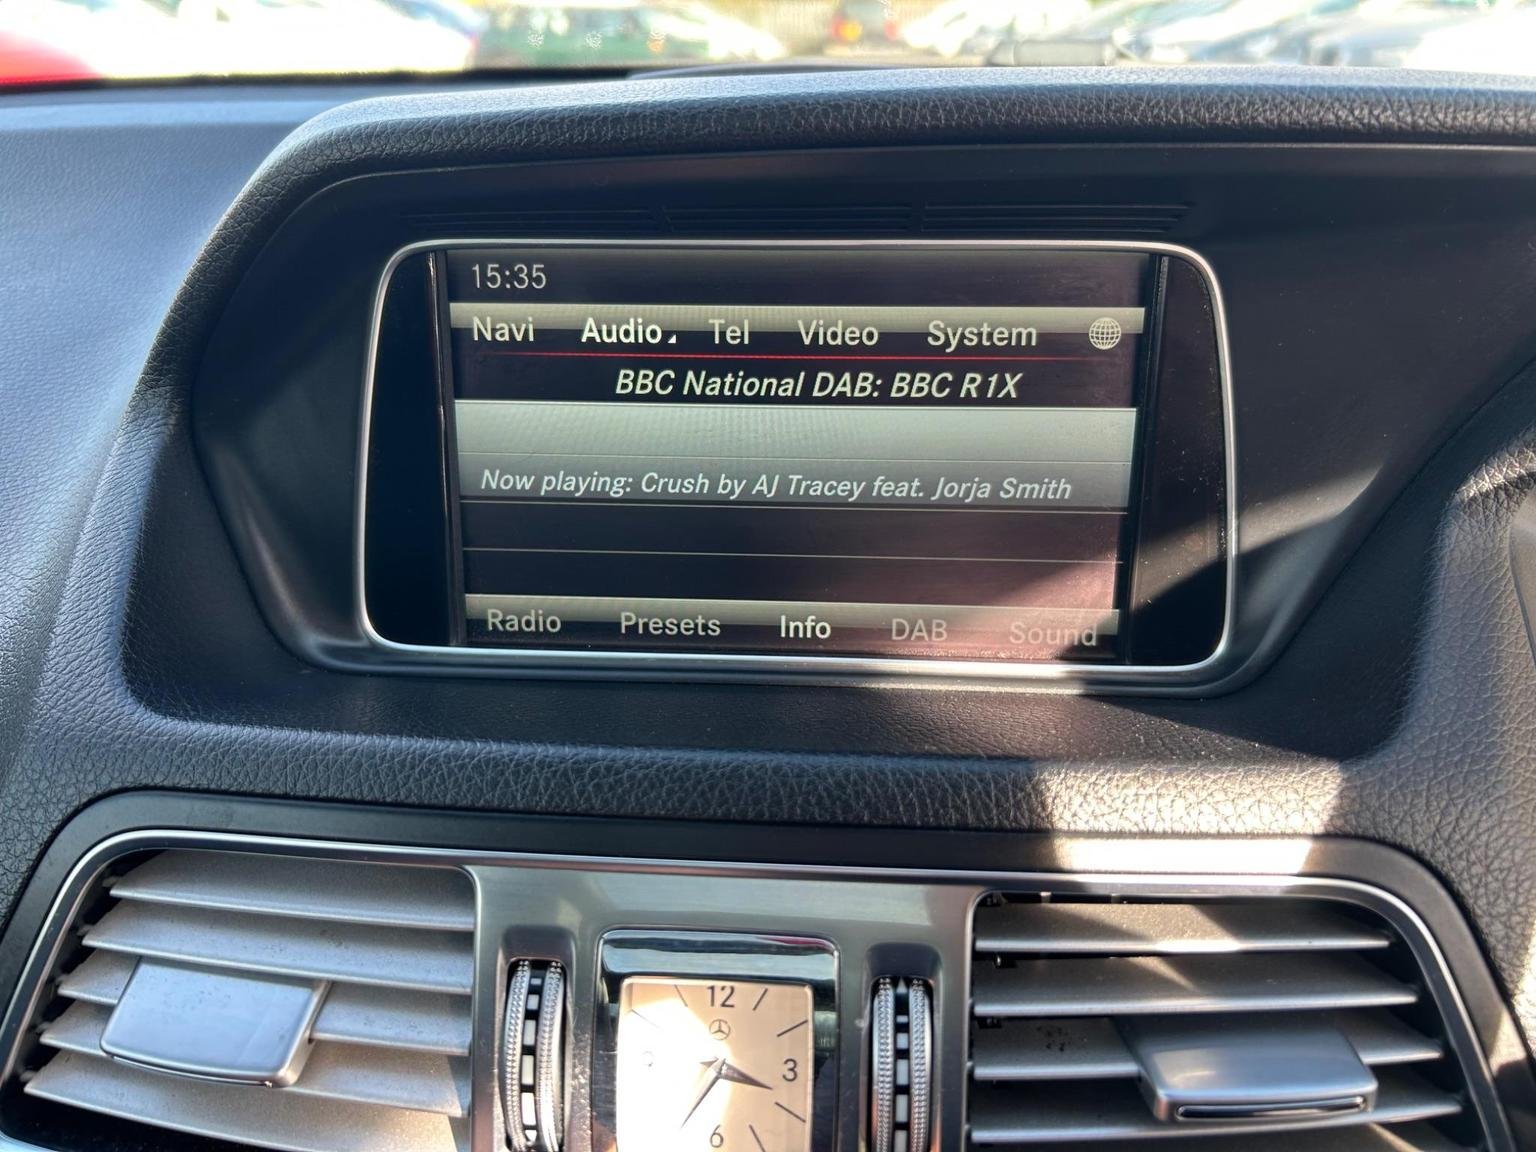 15:35
Navi Audio Tel Video System
BBC National DAB: BBC R1X
Now playing: Crush by AJ Tracey feat. Jorja Smith
Radio Presets Info DAB Sound
12
3
6